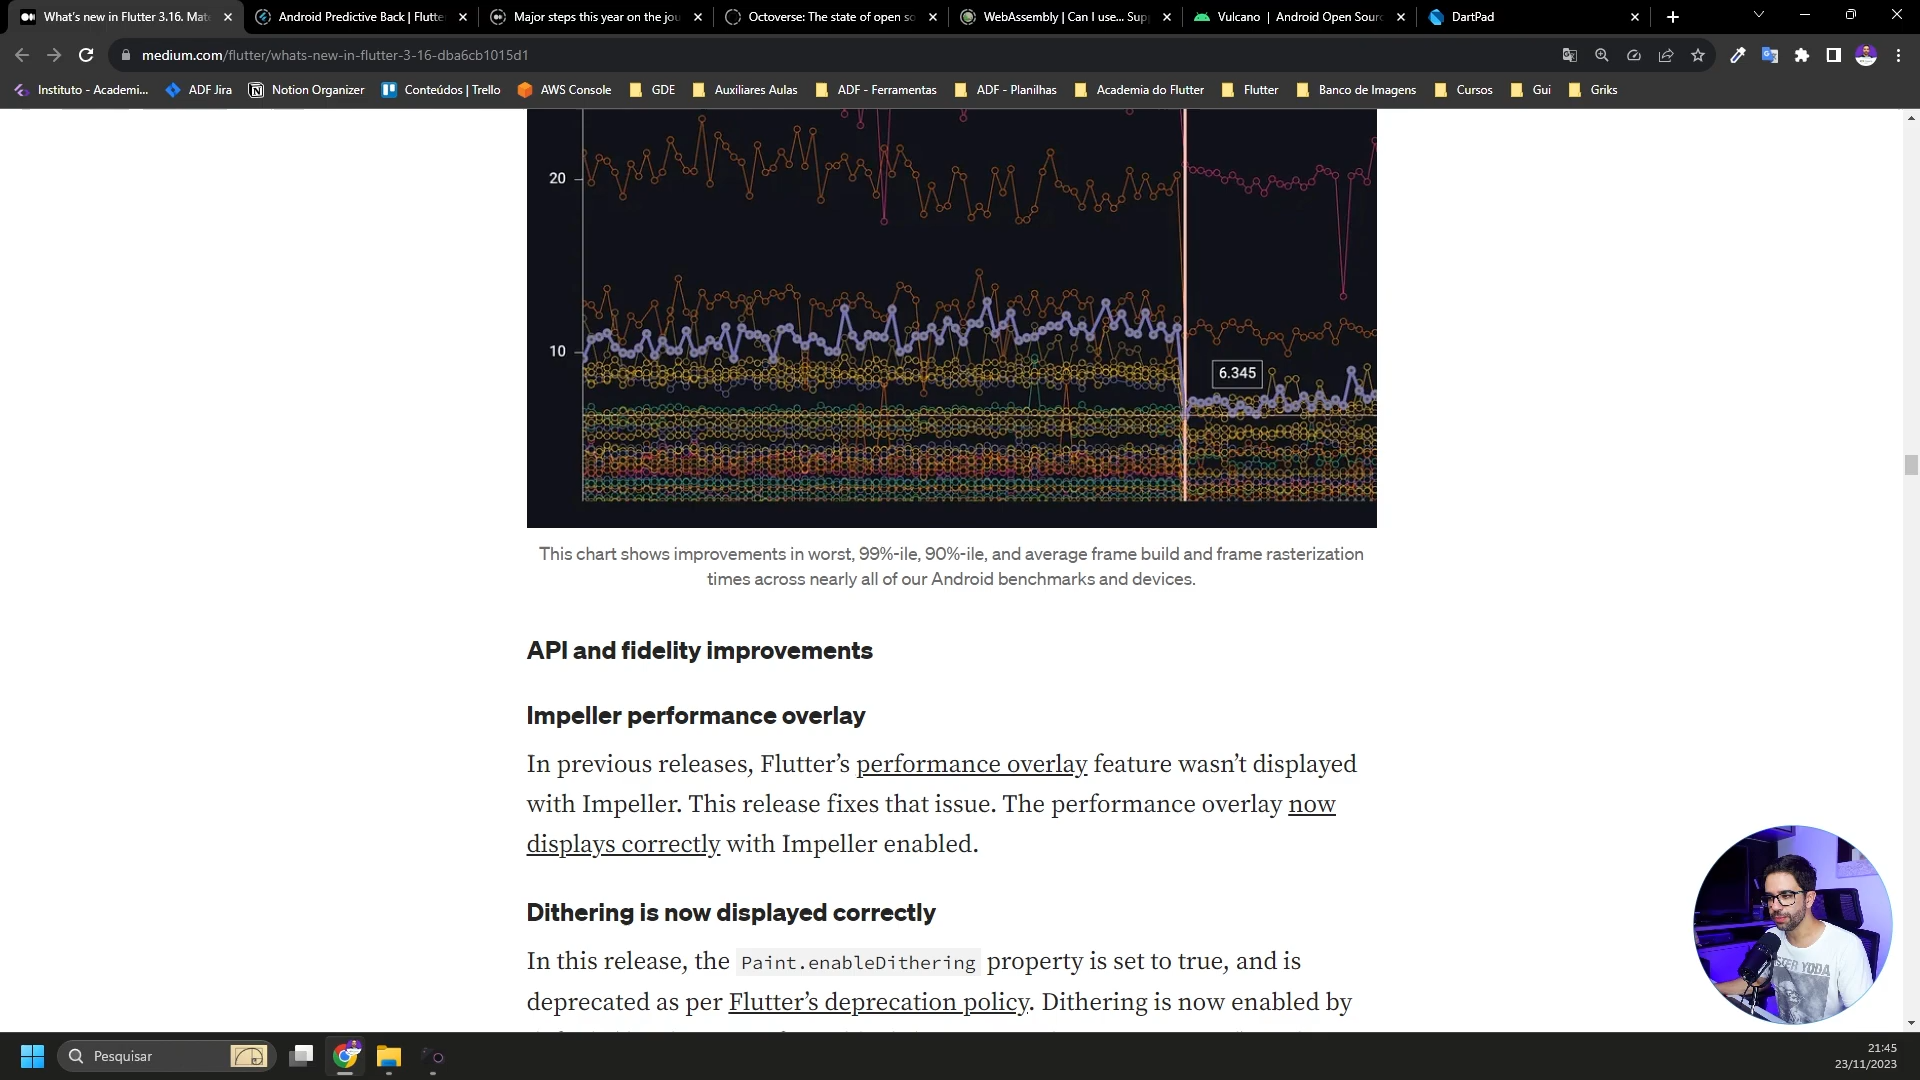 What's new in Flutter 3.16. Mat
Android Predictive Back | Flutte
Major steps this year on the jou
Octoverse: The state of open so
WebAssembly | Can I use... Sup
Vulcano | Android Open Sourc
DartPad
medium.com/flutter/whats-new-in-flutter-3-16-dba6cb1015d1
Instituto - Academi...
ADF Jira
Notion Organizer
Conteúdos | Trello
AWS Console
GDE
Auxiliares Aulas
ADF - Ferramentas
ADF - Planilhas
Academia do Flutter
Flutter
Banco de Imagens
Cursos
Gui
Griks
20
10
6.345
This chart shows improvements in worst, 99%-ile, 90%-ile, and average frame build and frame rasterization
times across nearly all of our Android benchmarks and devices.
API and fidelity improvements
Impeller performance overlay
In previous releases, Flutter’s performance overlay feature wasn’t displayed
with Impeller. This release fixes that issue. The performance overlay now
displays correctly with Impeller enabled.
Dithering is now displayed correctly
In this release, the Paint.enableDithering property is set to true, and is
deprecated as per Flutter’s deprecation policy. Dithering is now enabled by
YODA
Pesquisar
21:45
23/11/2023